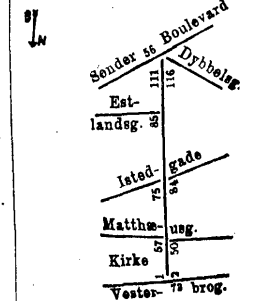 S
N
Sønder 56 Boulevard
111 116 Dybbelsg.
Est-
landsg. 85
Isted- gade
75 84
Matthæ- usg.
57 50
Kirke
1 2
Vester- 72 brog.